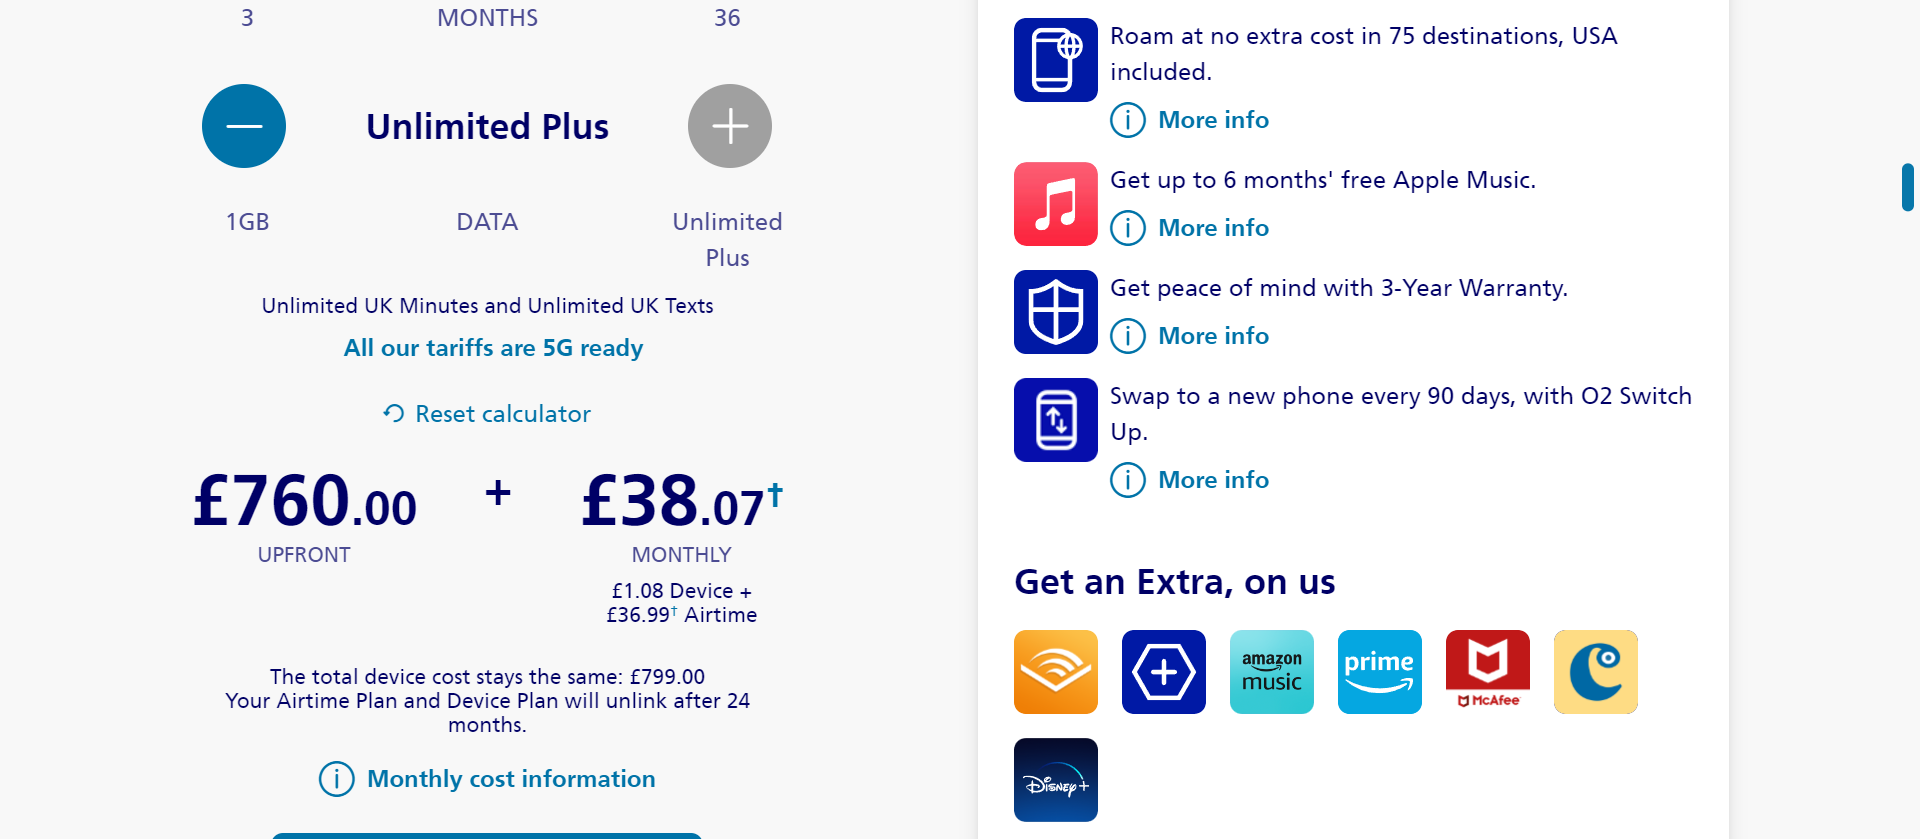 3 MONTHS 36
Unlimited Plus
1GB DATA Unlimited
Plus
Unlimited UK Minutes and Unlimited UK Texts
All our tariffs are 5G ready
Reset calculator
£760.00 + £38.07†
UPFRONT MONTHLY
£1.08 Device +
£36.99† Airtime
The total device cost stays the same: £799.00
Your Airtime Plan and Device Plan will unlink after 24
months.
Monthly cost information
Roam at no extra cost in 75 destinations, USA
included.
More info
Get up to 6 months' free Apple Music.
More info
Get peace of mind with 3-Year Warranty.
More info
Swap to a new phone every 90 days, with O2 Switch
Up.
More info
Get an Extra, on us
amazon
music
prime
McAfee
Disney+